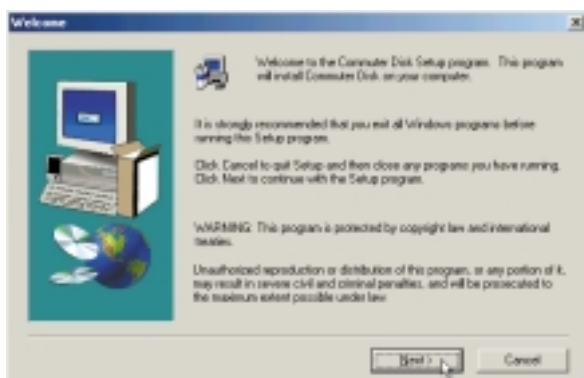 Welcome
Welcome to the Commuter Disk Setup program. This program
will install Commuter Disk on your computer.
It is strongly recommended that you exit all Windows programs before
running this Setup program.
Click Cancel to quit Setup and then close any programs you have running.
Click Next to continue with the Setup program.
WARNING: This program is protected by copyright law and international
treaties.
Unauthorized reproduction or distribution of this program, or any portion of it,
may result in severe civil and criminal penalties, and will be prosecuted to
the maximum extent possible under law.
Next >
Cancel